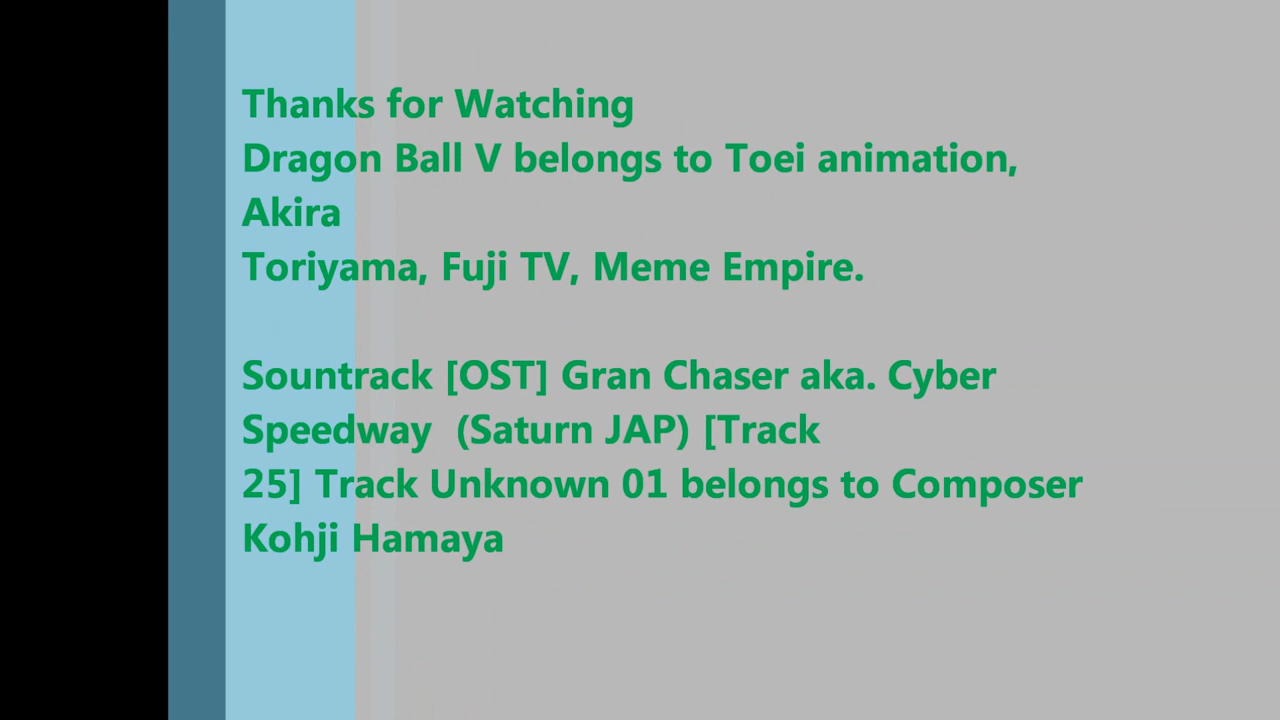 Thanks for Watching
Dragon Ball V belongs to Toei animation,
Akira
Toriyama, Fuji TV, Meme Empire.
Sountrack [OST] Gran Chaser aka. Cyber
Speedway  (Saturn JAP) [Track
25] Track Unknown 01 belongs to Composer
Kohji Hamaya